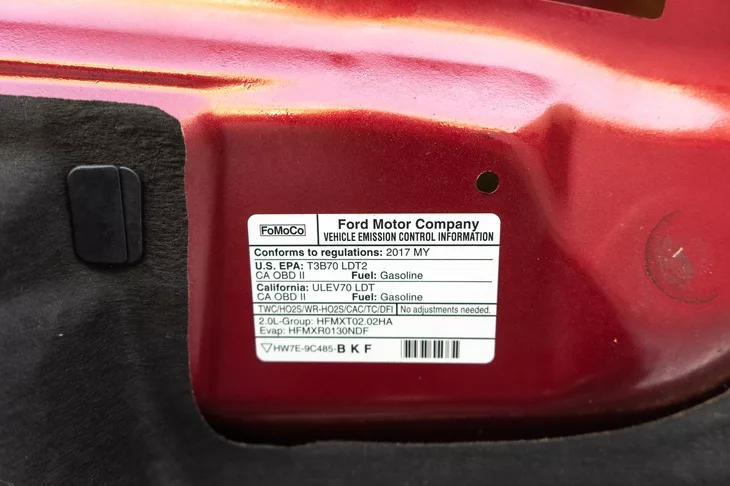 FoMoCo
Ford Motor Company
VEHICLE EMISSION CONTROL INFORMATION
Conforms to regulations: 2017 MY
U.S. EPA: T3B70 LDT2
CA OBD II Fuel: Gasoline
California: ULEV70 LDT
CA OBD II Fuel: Gasoline
TWC/HO2S/WR-HO2S/CAC/TC/DFI No adjustments needed.
2.0L-Group: HFMXT02.02HA
Evap: HFMXR0130NDF
HW7E-9C485-B K F